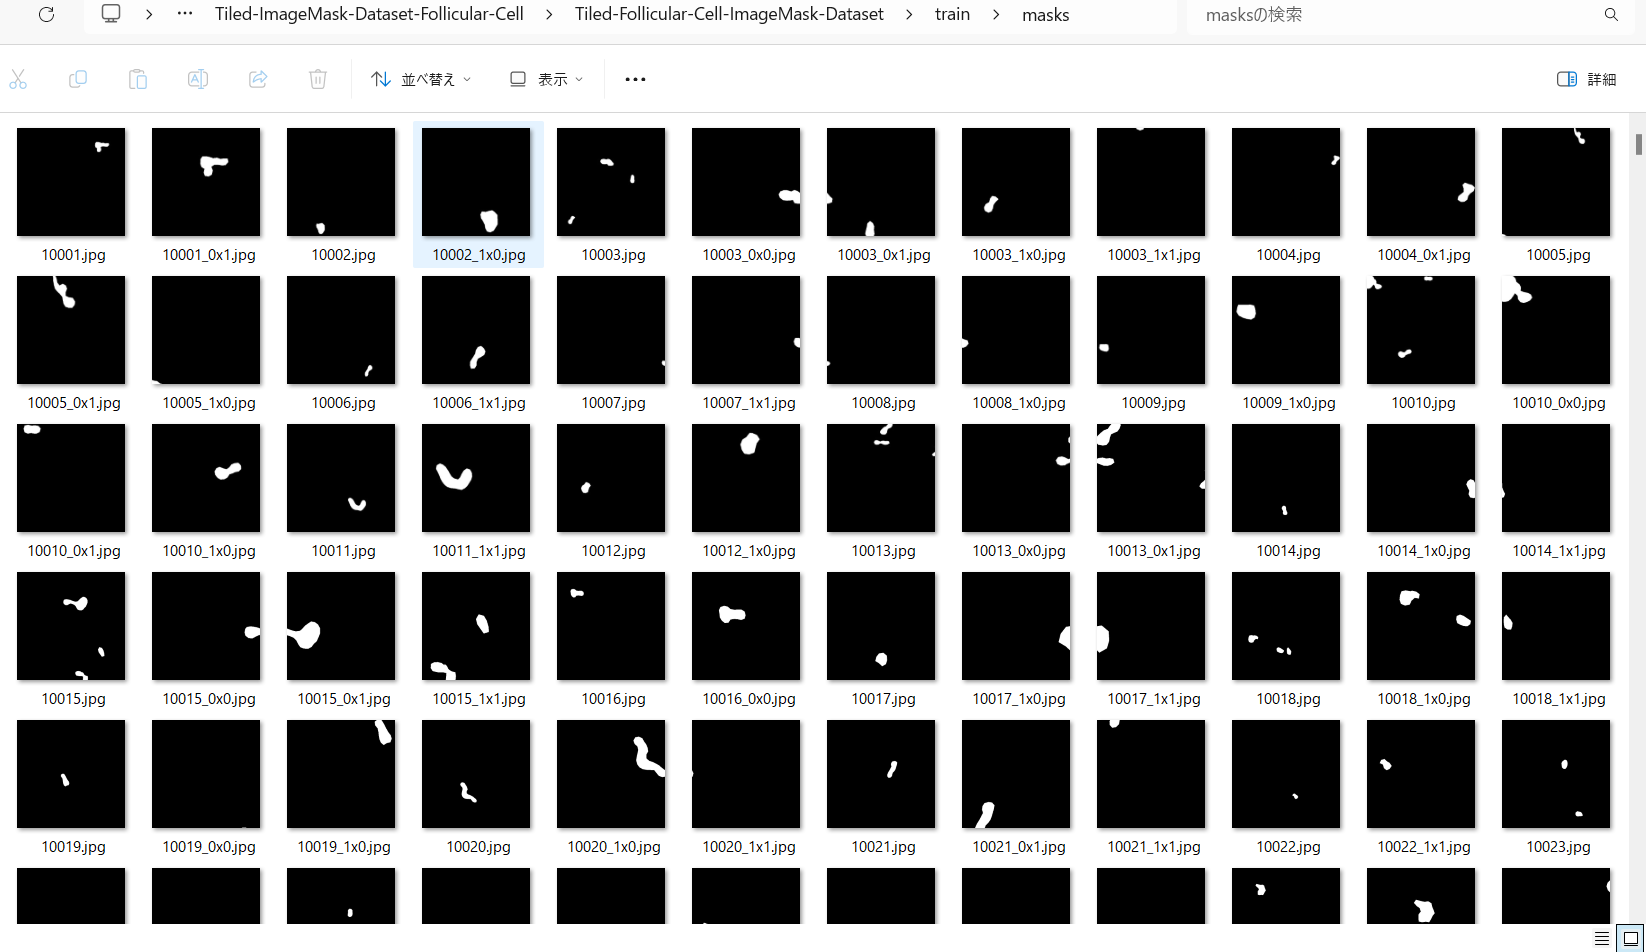 Tiled-ImageMask-Dataset-Follicular-Cell > Tiled-Follicular-Cell-ImageMask-Dataset > train > masks masksの検索
並べ替え 表示 詳細
10001.jpg 10001_0x1.jpg 10002.jpg 10002_1x0.jpg 10003.jpg 10003_0x0.jpg 10003_0x1.jpg 10003_1x0.jpg 10003_1x1.jpg 10004.jpg 10004_0x1.jpg 10005.jpg
10005_0x1.jpg 10005_1x0.jpg 10006.jpg 10006_1x1.jpg 10007.jpg 10007_1x1.jpg 10008.jpg 10008_1x0.jpg 10009.jpg 10009_1x0.jpg 10010.jpg 10010_0x0.jpg
10010_0x1.jpg 10010_1x0.jpg 10011.jpg 10011_1x1.jpg 10012.jpg 10012_1x0.jpg 10013.jpg 10013_0x0.jpg 10013_0x1.jpg 10014.jpg 10014_1x0.jpg 10014_1x1.jpg
10015.jpg 10015_0x0.jpg 10015_0x1.jpg 10015_1x1.jpg 10016.jpg 10016_0x0.jpg 10017.jpg 10017_1x0.jpg 10017_1x1.jpg 10018.jpg 10018_1x0.jpg 10018_1x1.jpg
10019.jpg 10019_0x0.jpg 10019_1x0.jpg 10020.jpg 10020_1x0.jpg 10020_1x1.jpg 10021.jpg 10021_0x1.jpg 10021_1x1.jpg 10022.jpg 10022_1x1.jpg 10023.jpg